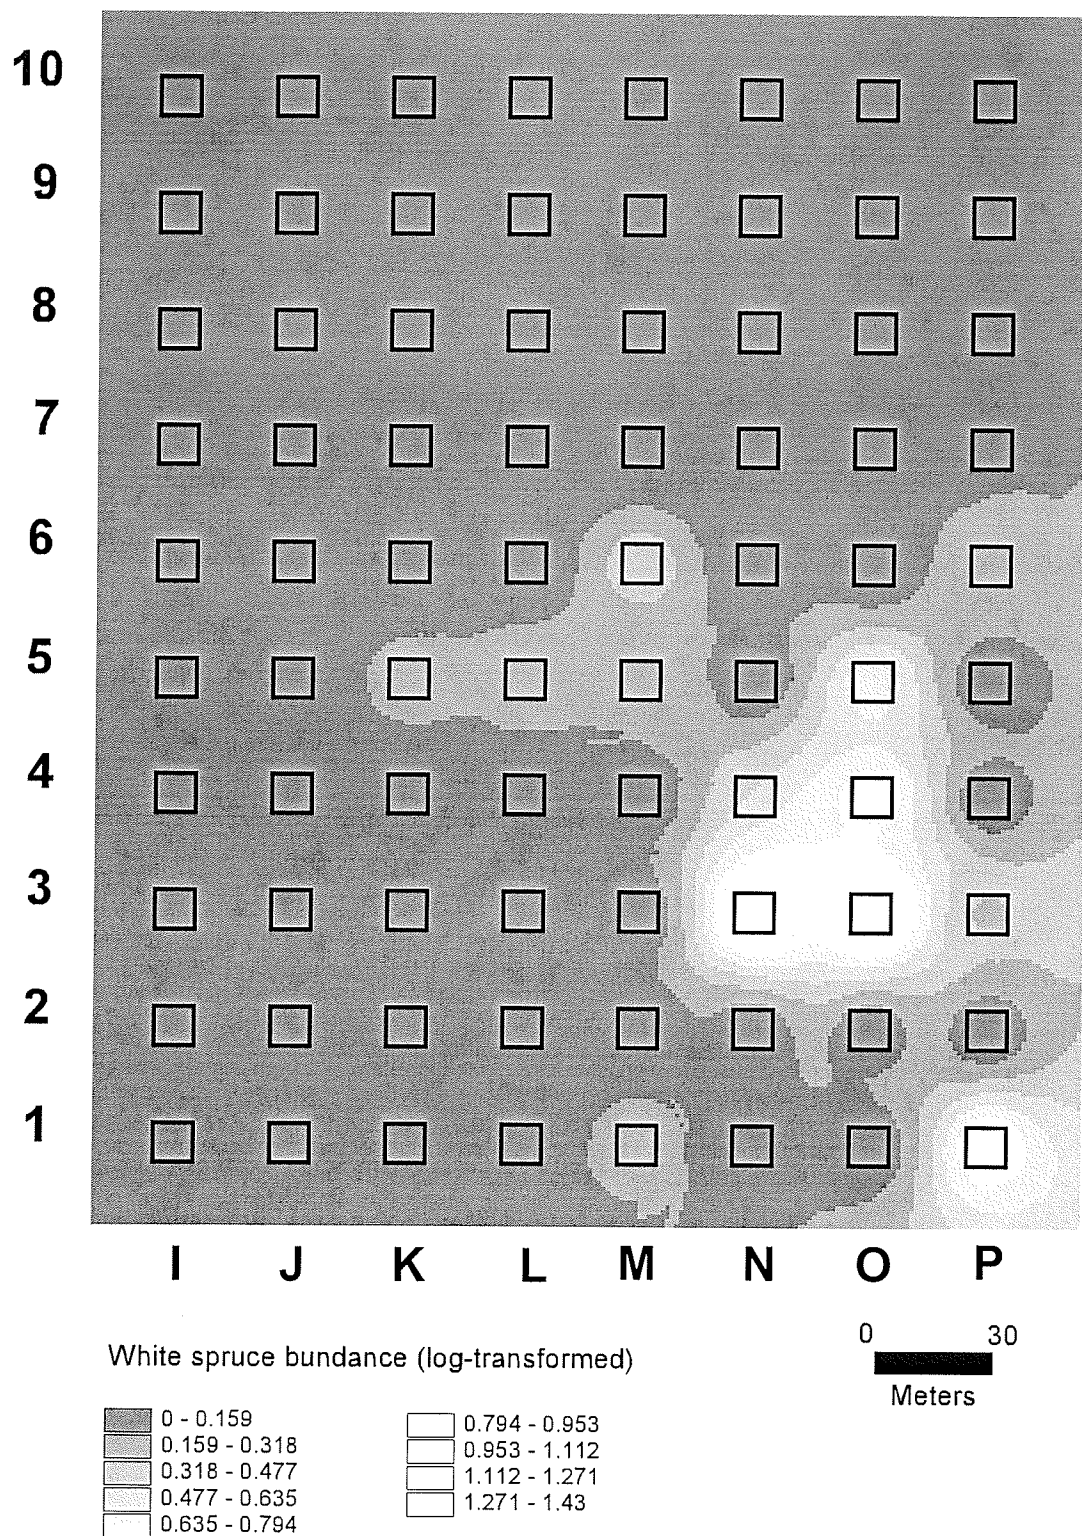 10
9
8
7
6
5
4
3
2
1
I J K L M N O P
0 30
Meters
White spruce bundance (log-transformed)
0 - 0.159
0.159 - 0.318
0.318 - 0.477
0.477 - 0.635
0.635 - 0.794
0.794 - 0.953
0.953 - 1.112
1.112 - 1.271
1.271 - 1.43